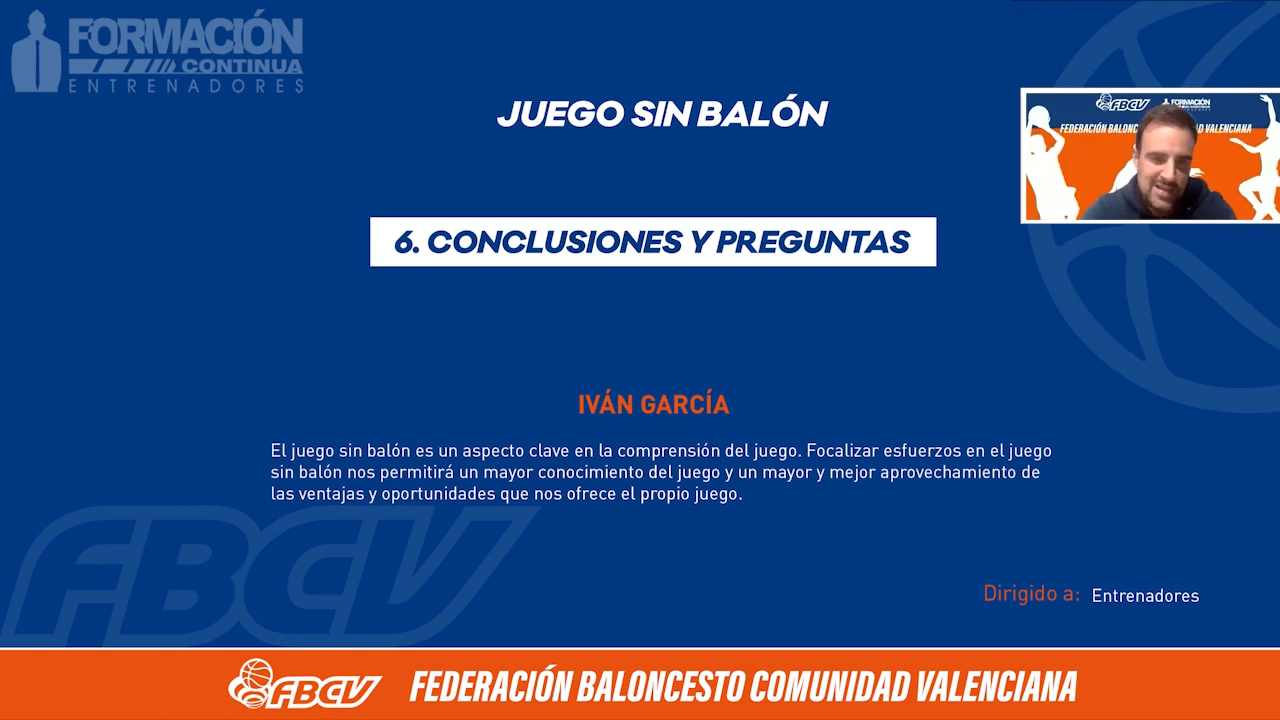 FORMACIÓN
CONTINUA
ENTRENADORES
JUEGO SIN BALÓN
FBCV FORMACIÓN
FEDERACIÓN BALONC COMUNIDAD VALENCIANA
6. CONCLUSIONES Y PREGUNTAS
IVÁN GARCÍA
El juego sin balón es un aspecto clave en la comprensión del juego. Focalizar esfuerzos en el juego
sin balón nos permitirá un mayor conocimiento del juego y un mayor y mejor aprovechamiento de
las ventajas y oportunidades que nos ofrece el propio juego.
FBCV
Dirigido a: Entrenadores
FBCV FEDERACIÓN BALONCESTO COMUNIDAD VALENCIANA